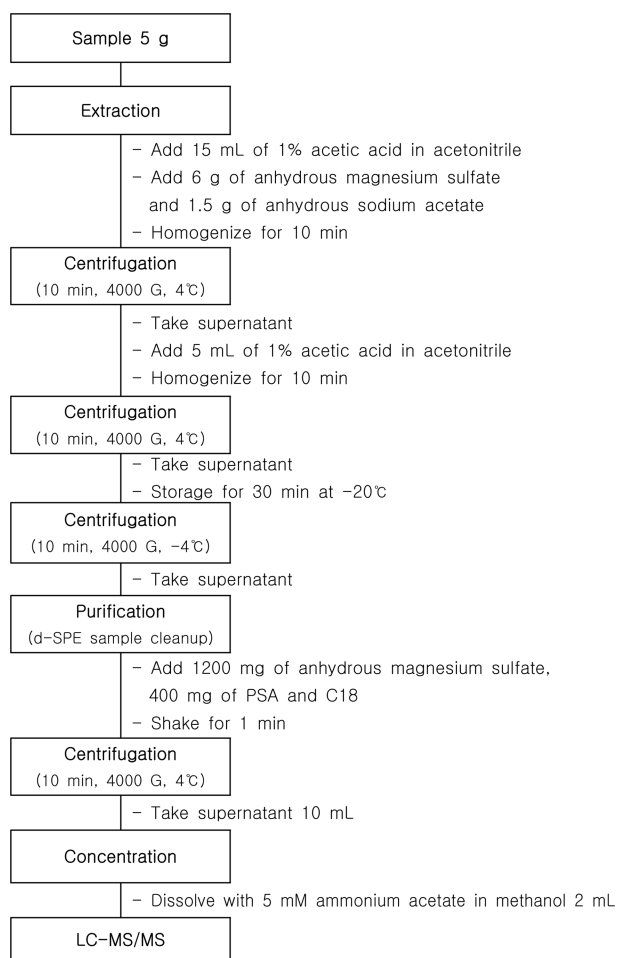 Sample 5 g
Extraction
- Add 15 mL of 1% acetic acid in acetonitrile
- Add 6 g of anhydrous magnesium sulfate
and 1.5 g of anhydrous sodium acetate
- Homogenize for 10 min
Centrifugation
(10 min, 4000 G, 4℃)
- Take supernatant
- Add 5 mL of 1% acetic acid in acetonitrile
- Homogenize for 10 min
Centrifugation
(10 min, 4000 G, 4℃)
- Take supernatant
- Storage for 30 min at -20℃
Centrifugation
(10 min, 4000 G, -4℃)
- Take supernatant
Purification
(d-SPE sample cleanup)
- Add 1200 mg of anhydrous magnesium sulfate,
400 mg of PSA and C18
- Shake for 1 min
Centrifugation
(10 min, 4000 G, 4℃)
- Take supernatant 10 mL
Concentration
- Dissolve with 5 mM ammonium acetate in methanol 2 mL
LC-MS/MS